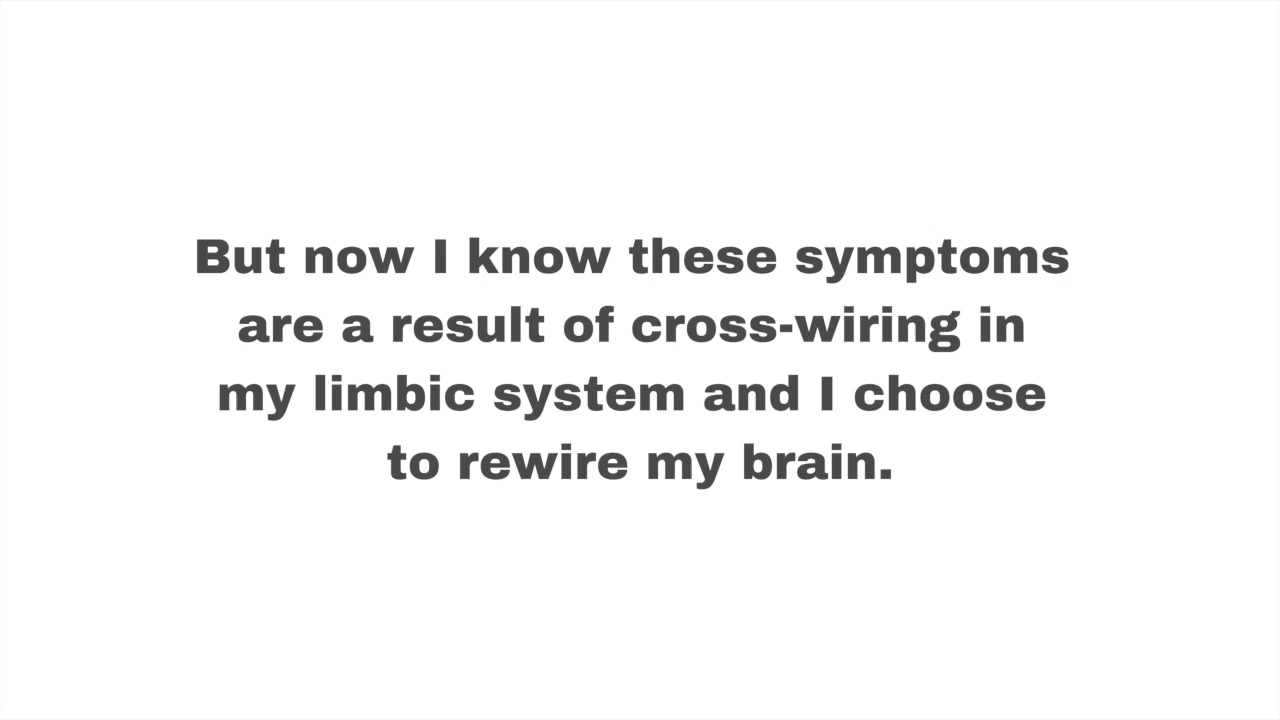 But now I know these symptoms
are a result of cross-wiring in
my limbic system and I choose
to rewire my brain.